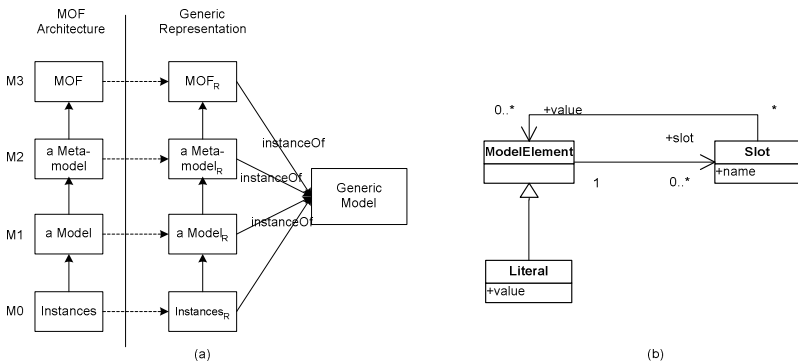 MOF Architecture
Generic Representation
M3
MOF
MOFR
instanceOf
M2
a Meta-model
a Meta-modelR
instanceOf
Generic Model
M1
a Model
a ModelR
instanceOf
M0
Instances
InstancesR
(a)
0..*
+value
*
+slot
ModelElement
Slot
+name
1
0..*
Literal
+value
(b)